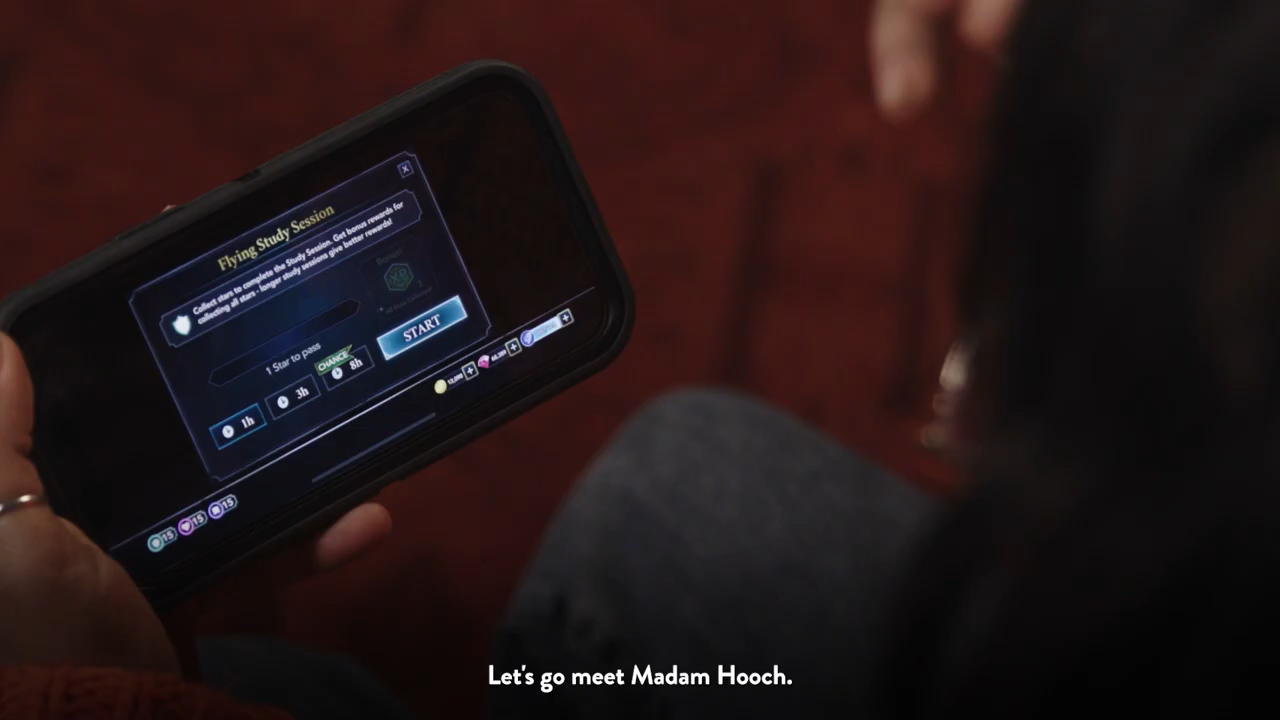 Flying Study Session
Collect stars to complete the Study Session. Get bonus rewards for
collecting all stars - longer study sessions give better rewards!
Bonus:
XP
1 Star to pass
START
CHANCE
1h
3h
8h
15
15
15
Let's go meet Madam Hooch.